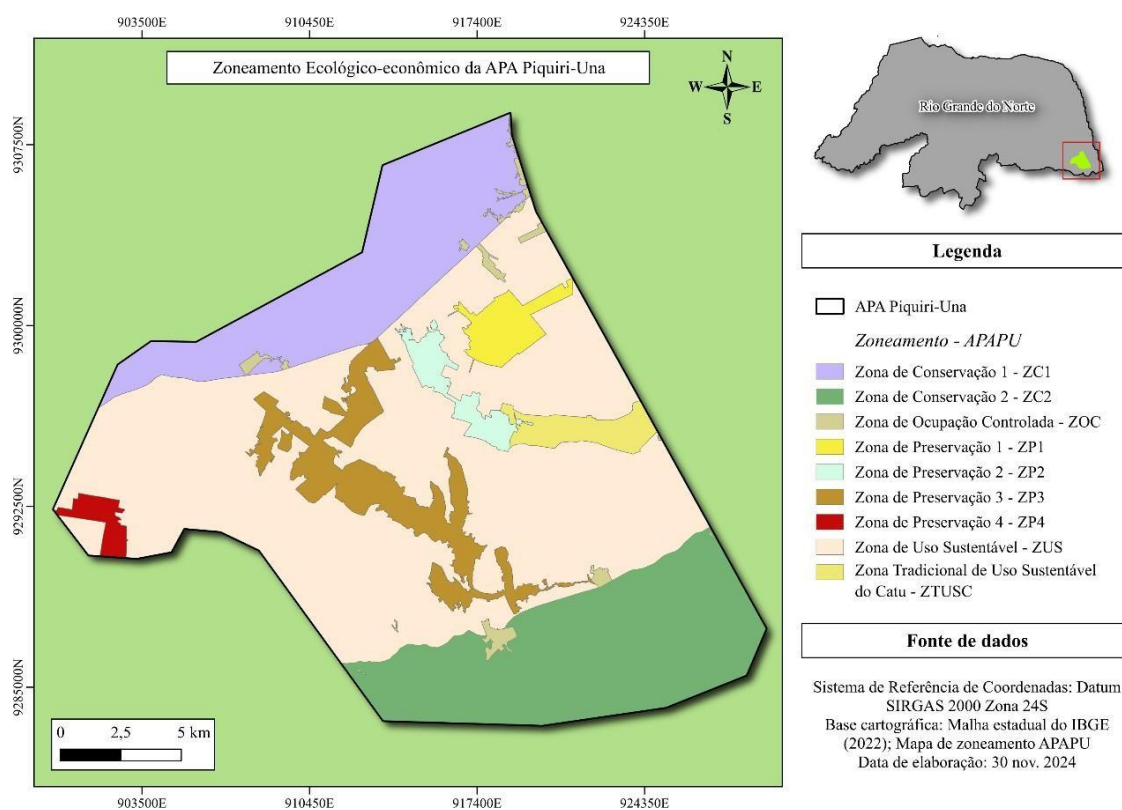 903500E 910450E 917400E 924350E
Zoneamento Ecológico-econômico da APA Piquiri-Una
N
W E
S
9307500N
9300000N
9292500N
9285000N
0 2,5 5 km
903500E 910450E 917400E 924350E
Rio Grande do Norte
Legenda
APA Piquiri-Una
Zoneamento - APAPU
Zona de Conservação 1 - ZC1
Zona de Conservação 2 - ZC2
Zona de Ocupação Controlada - ZOC
Zona de Preservação 1 - ZP1
Zona de Preservação 2 - ZP2
Zona de Preservação 3 - ZP3
Zona de Preservação 4 - ZP4
Zona de Uso Sustentável - ZUS
Zona Tradicional de Uso Sustentável
do Catu - ZTUSC
Fonte de dados
Sistema de Referência de Coordenadas: Datum
SIRGAS 2000 Zona 24S
Base cartográfica: Malha estadual do IBGE
(2022); Mapa de zoneamento APAPU
Data de elaboração: 30 nov. 2024